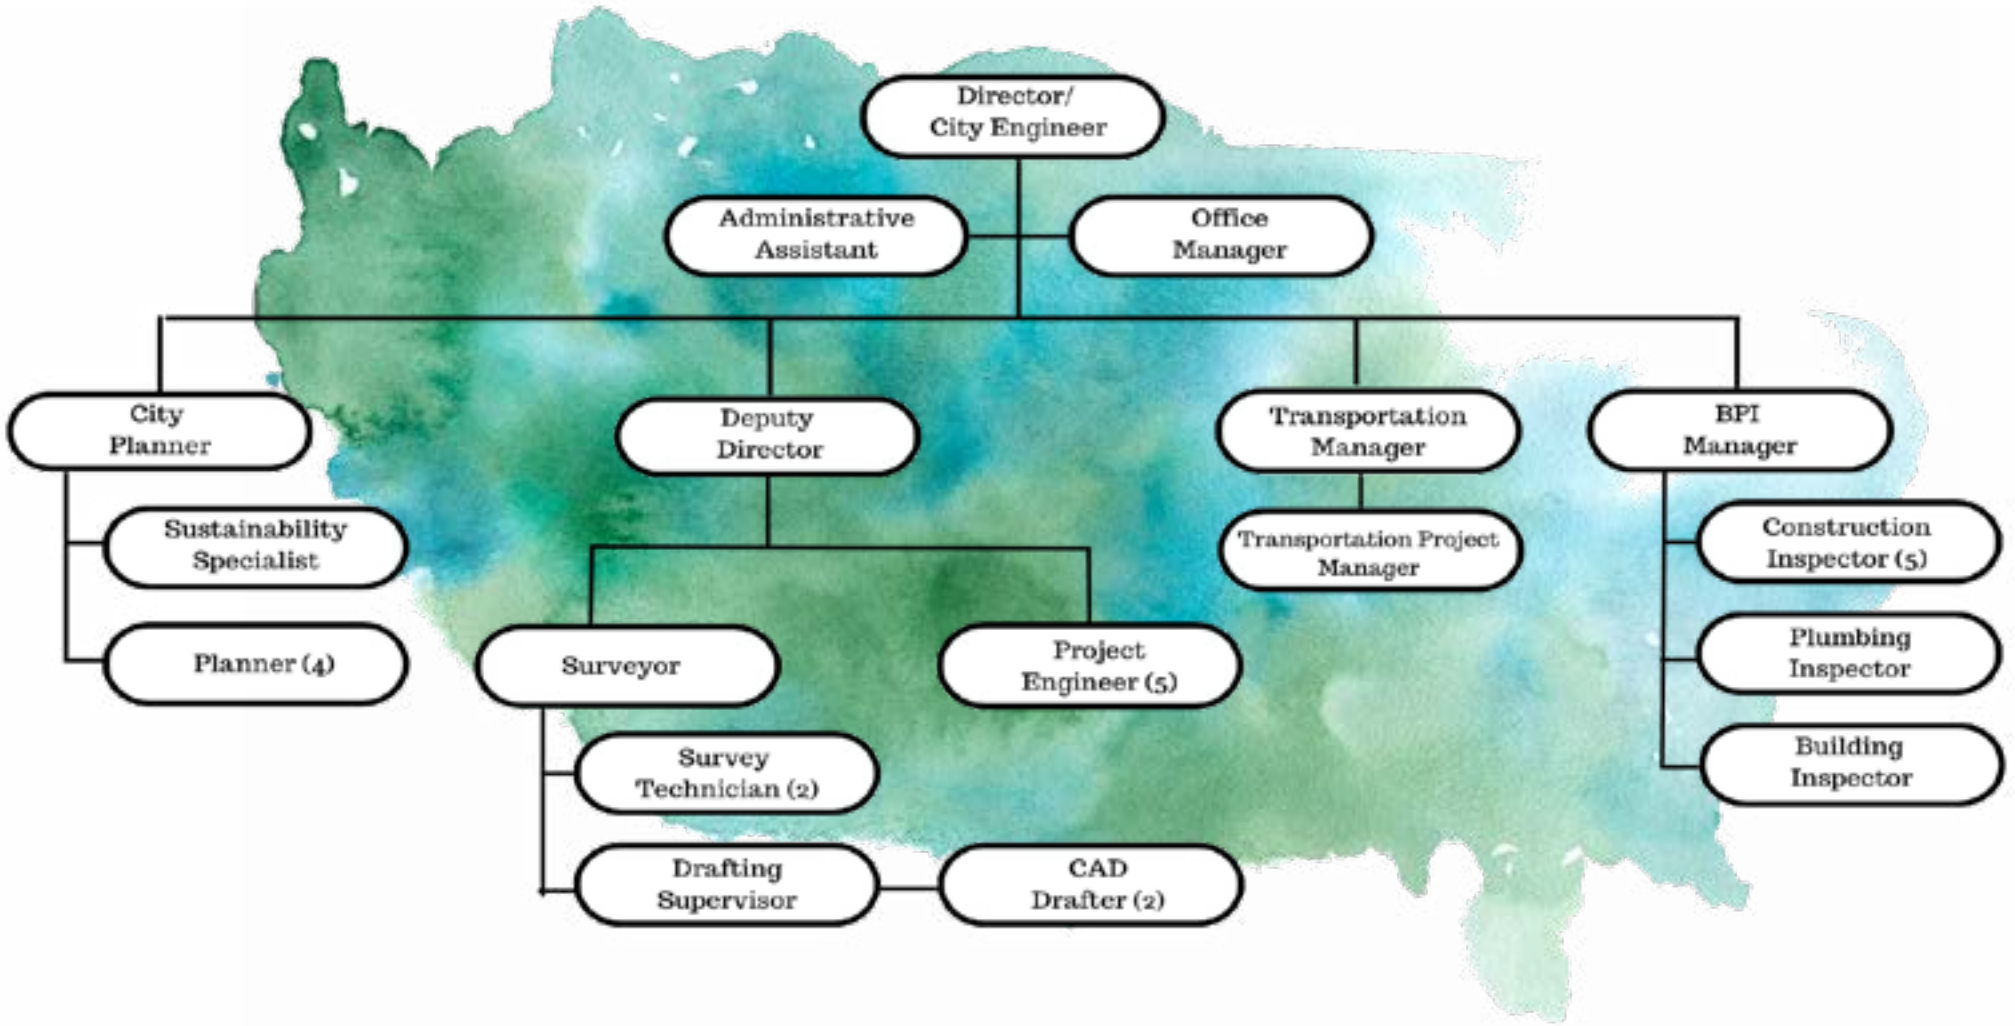 Director/
City Engineer
Administrative
Assistant
Office
Manager
City
Planner
Deputy
Director
Transportation
Manager
BPI
Manager
Sustainability
Specialist
Transportation Project
Manager
Construction
Inspector (5)
Planner (4)
Surveyor
Project
Engineer (5)
Plumbing
Inspector
Survey
Technician (2)
Building
Inspector
Drafting
Supervisor
CAD
Drafter (2)